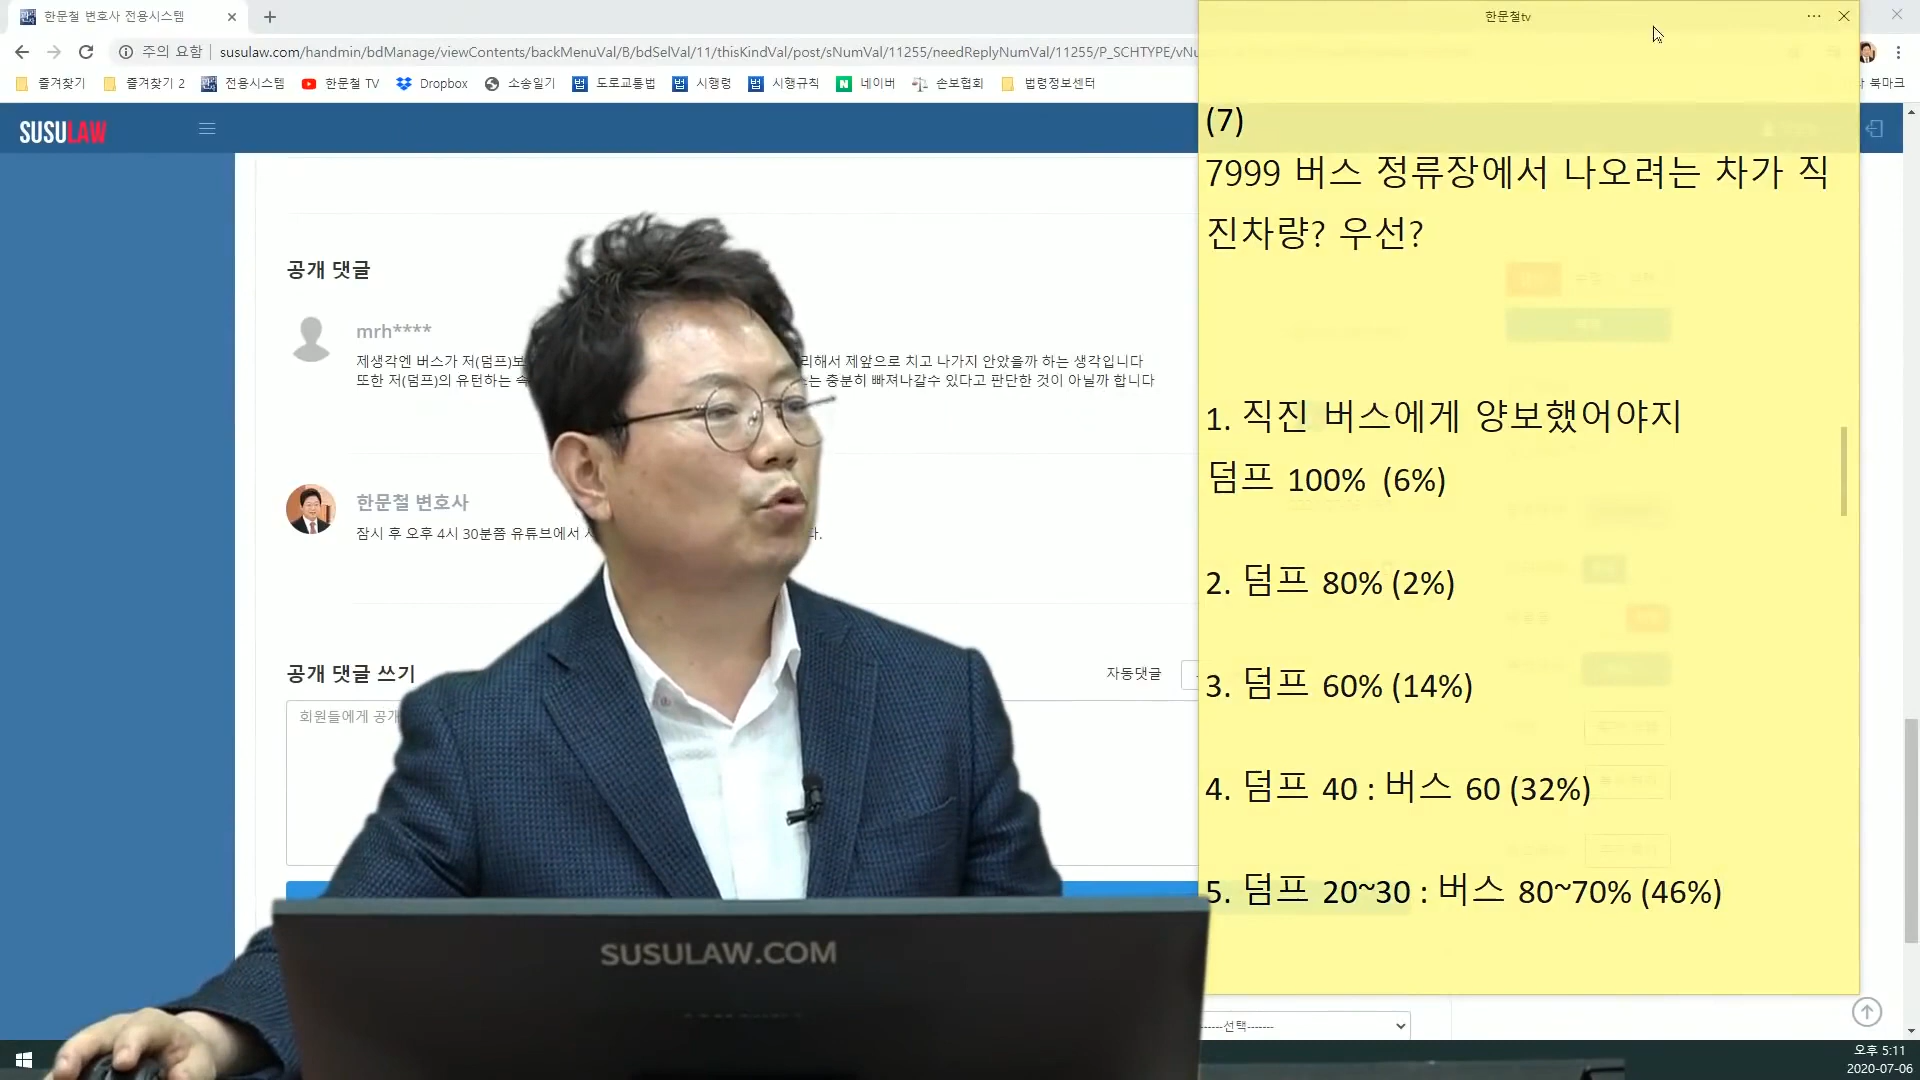 한문철 변호사 전용시스템
한문철tv
주의 요함 | susulaw.com/handmin/bdManage/viewContents/backMenuVal/B/bdSelVal/11/thisKindVal/post/sNumVal/11255/needReplyNumVal/11255/P_SCHTYPE/vNu
즐겨찾기 즐겨찾기 2 전용시스템 한문철 TV Dropbox 소송일기 법 도로교통법 법 시행령 법 시행규칙 N 네이버 손보협회 법령정보센터 북마크
SUSULAW
(7)
7999 버스 정류장에서 나오려는 차가 직
진차량? 우선?
공개 댓글
mrh****
제생각엔 버스가 저(덤프)보 리해서 제앞으로 치고 나가지 안았을까 하는 생각입니다
또한 저(덤프)의 유턴하는 속 는 충분히 빠져나갈수 있다고 판단한 것이 아닐까 합니다
1. 직진 버스에게 양보했어야지
덤프 100% (6%)
한문철 변호사
잠시 후 오후 4시 30분쯤 유튜브에서 다.
2. 덤프 80% (2%)
공개 댓글 쓰기
자동댓글
회원들에게 공개
3. 덤프 60% (14%)
4. 덤프 40 : 버스 60 (32%)
5. 덤프 20~30 : 버스 80~70% (46%)
SUSULAW.COM
------선택-------
오후 5:11
2020-07-06